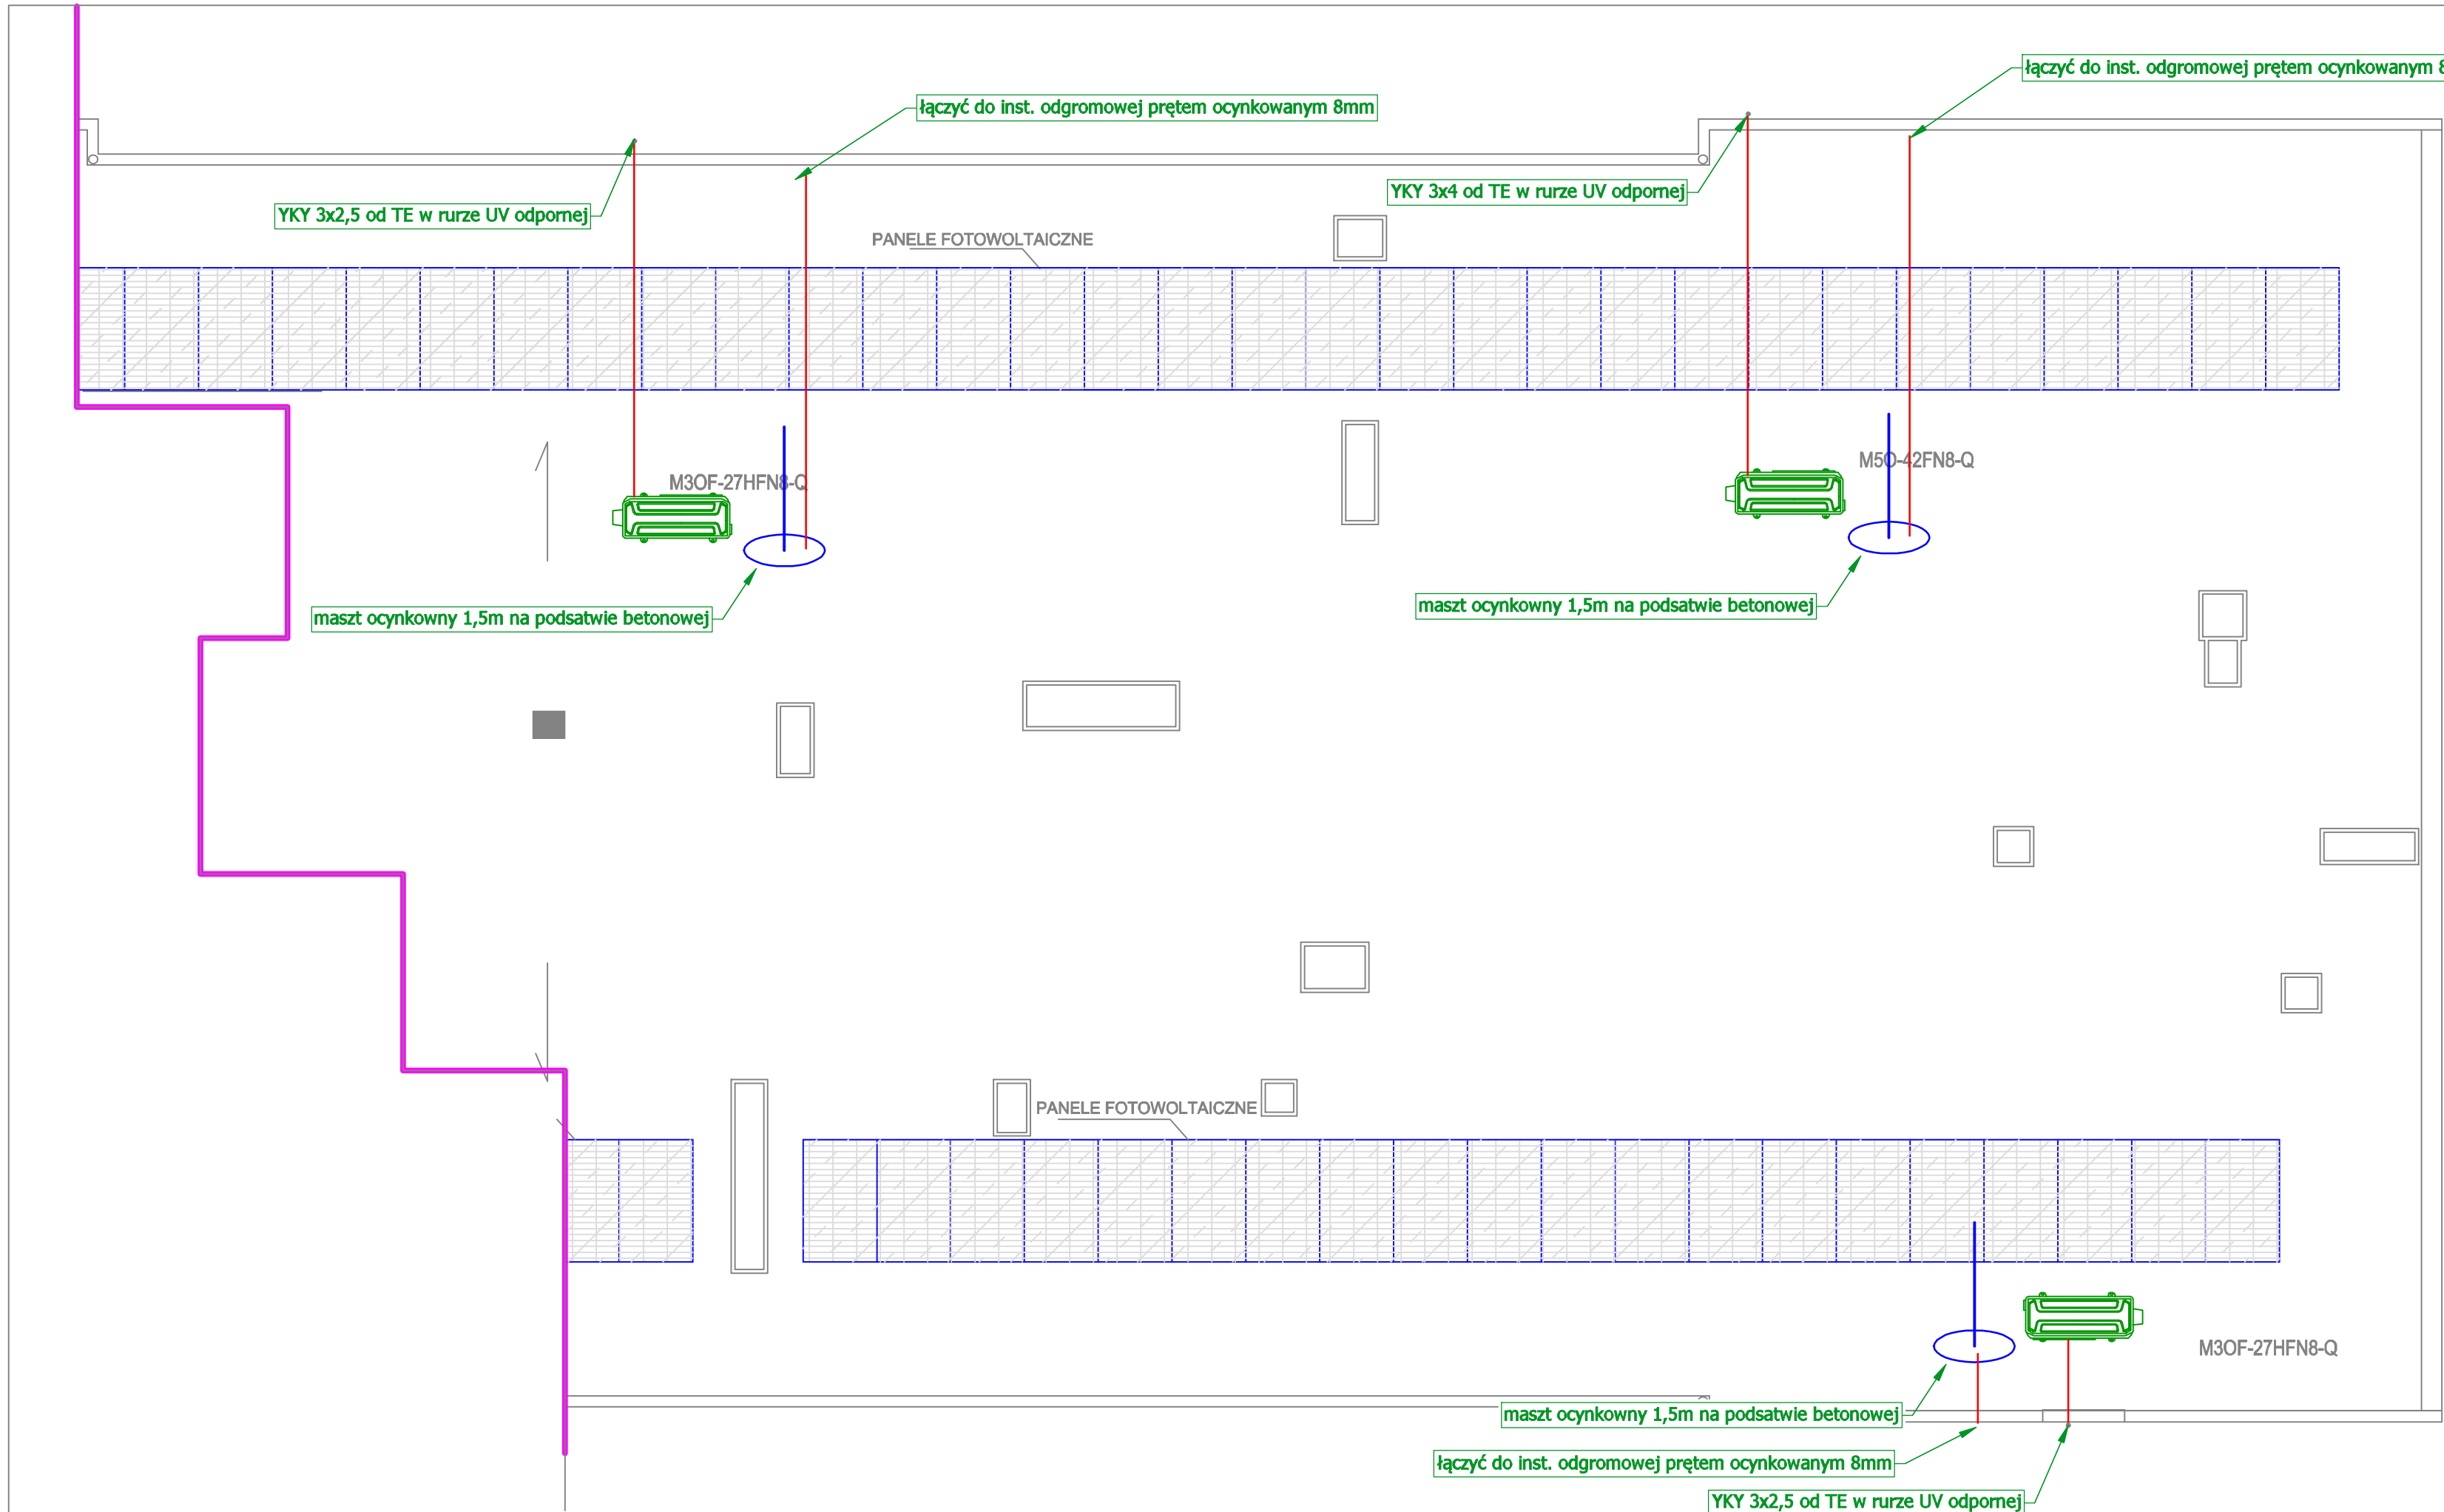 łączyć do inst. odgromowej prętem ocynkowanym 8
łączyć do inst. odgromowej prętem ocynkowanym 8mm
YKY 3x4 od TE w rurze UV odpornej
YKY 3x2,5 od TE w rurze UV odpornej
PANELE FOTOWOLTAICZNE
M5O-42FN8-Q
M3OF-27HFN8-Q
maszt ocynkowny 1,5m na podsatwie betonowej
maszt ocynkowny 1,5m na podsatwie betonowej
PANELE FOTOWOLTAICZNE
M3OF-27HFN8-Q
maszt ocynkowny 1,5m na podsatwie betonowej
łączyć do inst. odgromowej prętem ocynkowanym 8mm
YKY 3x2,5 od TE w rurze UV odpornej